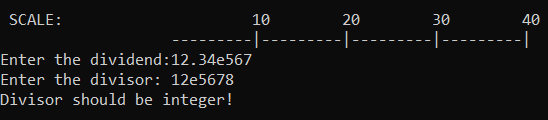 SCALE:                     10        20        30        40
                   ---------|---------|---------|---------|
Enter the dividend:12.34e567
Enter the divisor: 12e5678
Divisor should be integer!